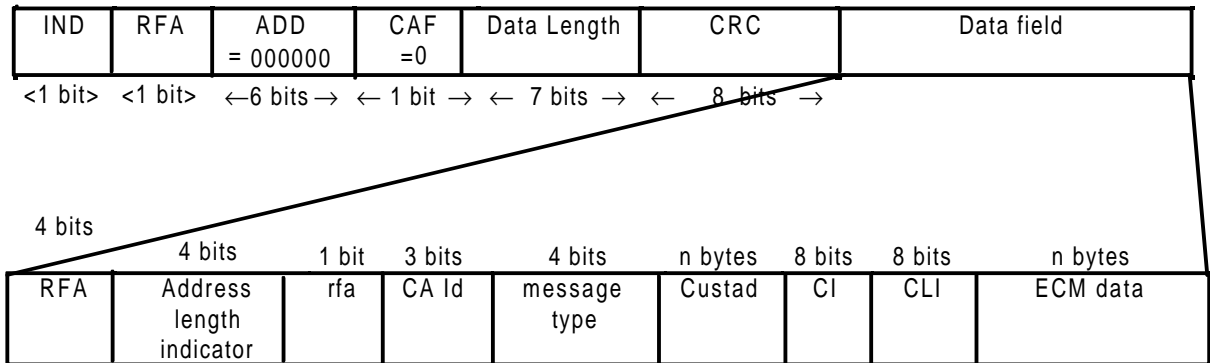 IND RFA ADD CAF Data Length CRC Data field
= 000000 =0
<1 bit> <1 bit> ←6 bits→ ← 1 bit → ← 7 bits → ← 8 bits →
4 bits
4 bits 1 bit 3 bits 4 bits n bytes 8 bits 8 bits n bytes
RFA Address rfa CA Id message Custad CI CLI ECM data
length type
indicator